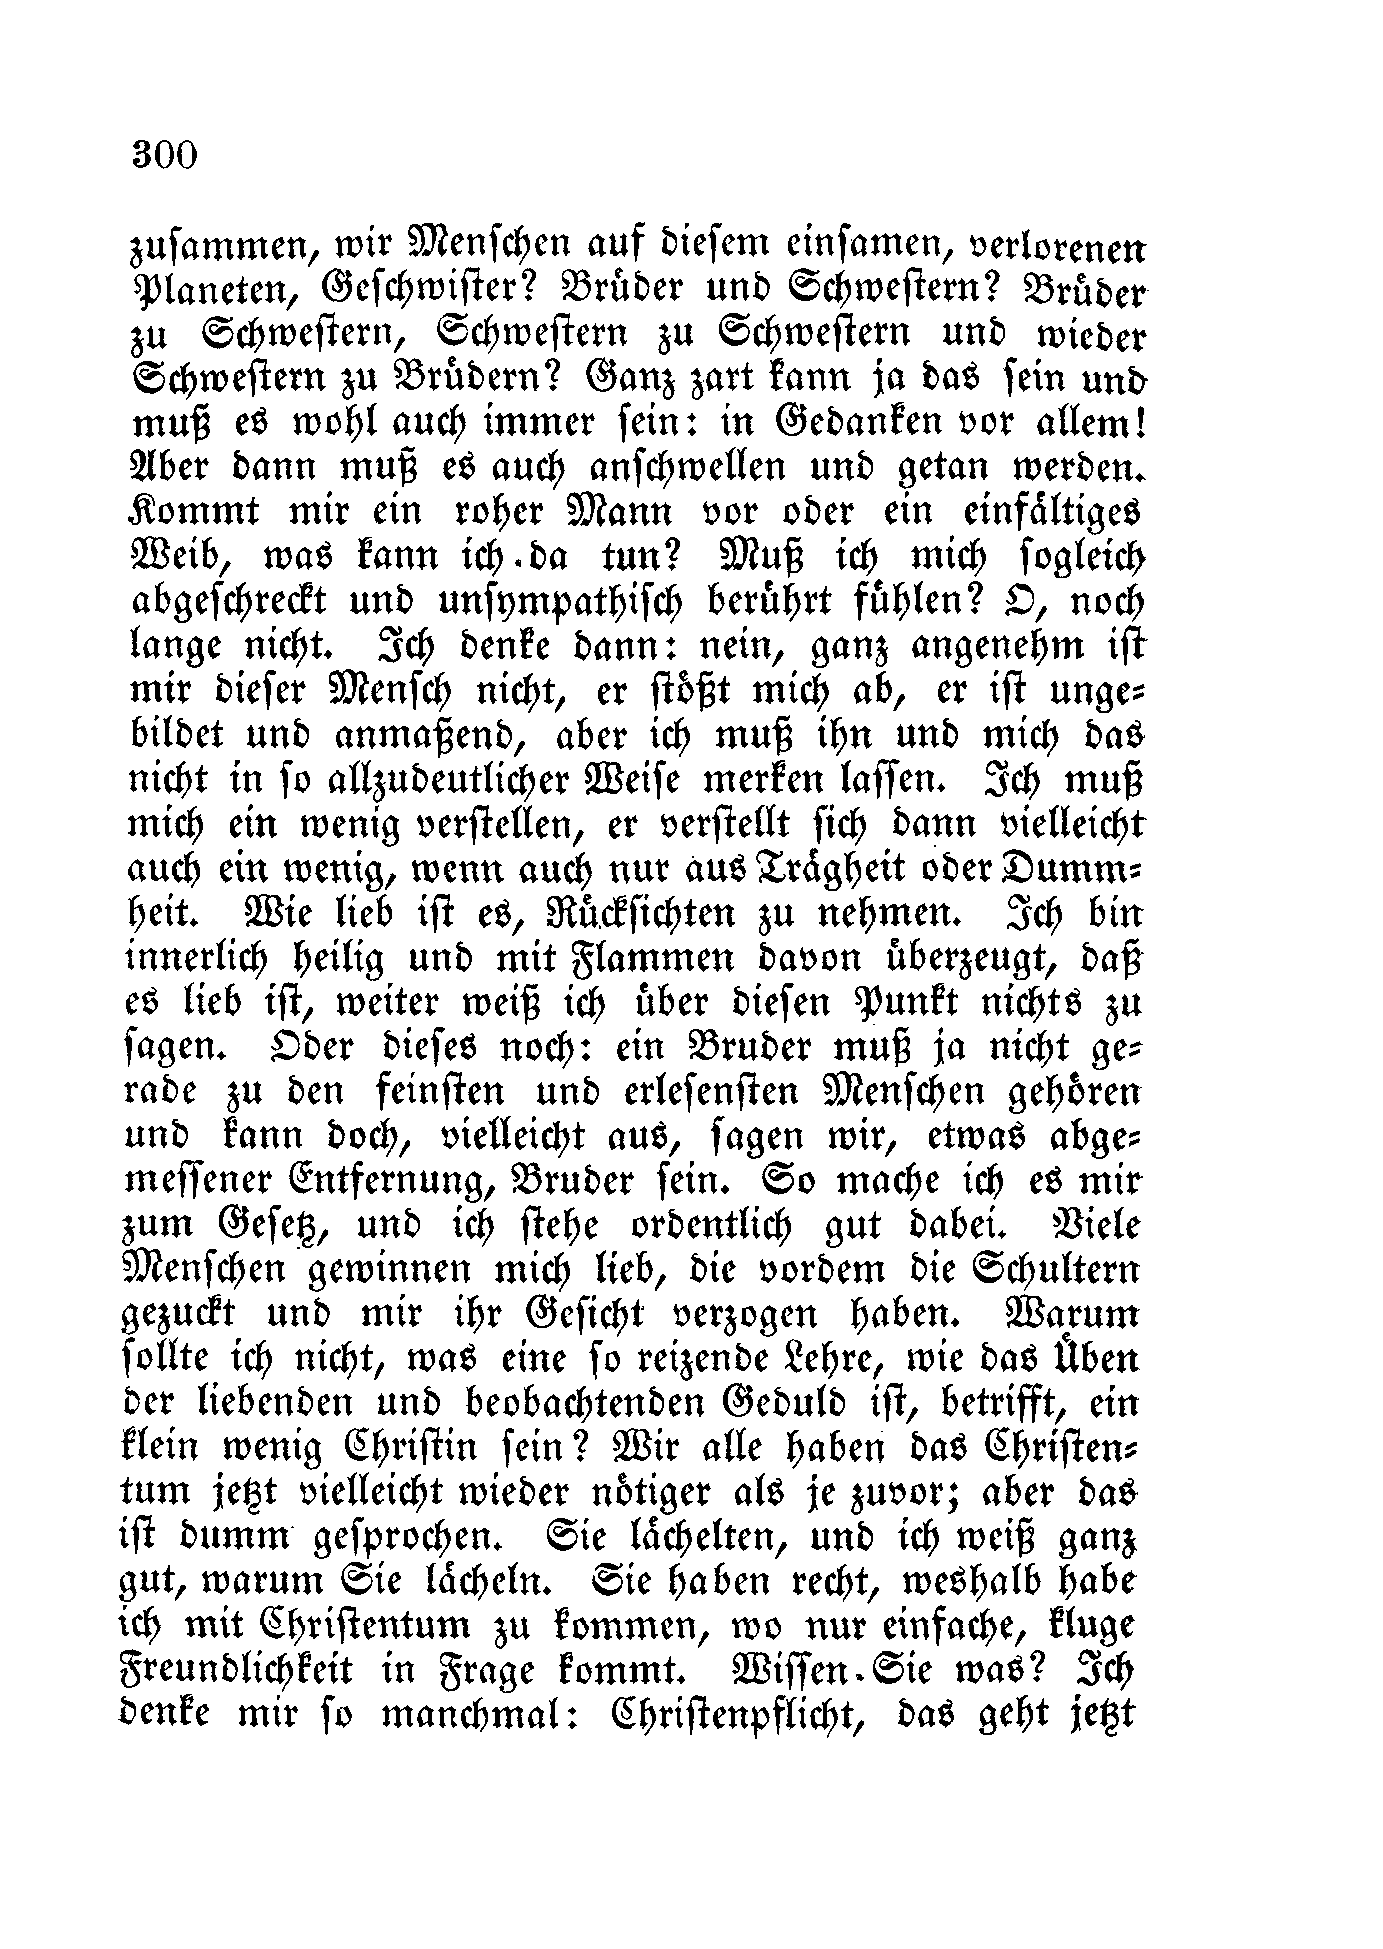 300
zusammen, wir Menschen auf diesem einsamen, verlorenen
Planeten, Geschwister? Brüder und Schwestern? Brüder
zu Schwestern, Schwestern zu Schwestern und wieder
Schwestern zu Brüdern? Ganz zart kann ja das sein und
muß es wohl auch immer sein: in Gedanken vor allem!
Aber dann muß es auch anschwellen und getan werden.
Kommt mir ein roher Mann vor oder ein einfältiges
Weib, was kann ich da tun? Muß ich mich sogleich
abgeschreckt und unsympathisch berührt fühlen? O, noch
lange nicht. Ich denke dann: nein, ganz angenehm ist
mir dieser Mensch nicht, er stößt mich ab, er ist unge-
bildet und anmaßend, aber ich muß ihn und mich das
nicht in so allzudeutlicher Weise merken lassen. Ich muß
mich ein wenig verstellen, er verstellt sich dann vielleicht
auch ein wenig, wenn auch nur aus Trägheit oder Dumm-
heit. Wie lieb ist es, Rücksichten zu nehmen. Ich bin
innerlich heilig und mit Flammen davon überzeugt, daß
es lieb ist, weiter weiß ich über diesen Punkt nichts zu
sagen. Oder dieses noch: ein Bruder muß ja nicht ge-
rade zu den feinsten und erlesensten Menschen gehören
und kann doch, vielleicht aus, sagen wir, etwas abge-
messener Entfernung, Bruder sein. So mache ich es mir
zum Gesetz, und ich stehe ordentlich gut dabei. Viele
Menschen gewinnen mich lieb, die vordem die Schultern
gezuckt und mir ihr Gesicht verzogen haben. Warum
sollte ich nicht, was eine so reizende Lehre, wie das Üben
der liebenden und beobachtenden Geduld ist, betrifft, ein
klein wenig Christin sein? Wir alle haben das Christen-
tum jetzt vielleicht wieder nötiger als je zuvor; aber das
ist dumm gesprochen. Sie lächelten, und ich weiß ganz
gut, warum Sie lächeln. Sie haben recht, weshalb habe
ich mit Christentum zu kommen, wo nur einfache, kluge
Freundlichkeit in Frage kommt. Wissen Sie was? Ich
denke mir so manchmal: Christenpflicht, das geht jetzt